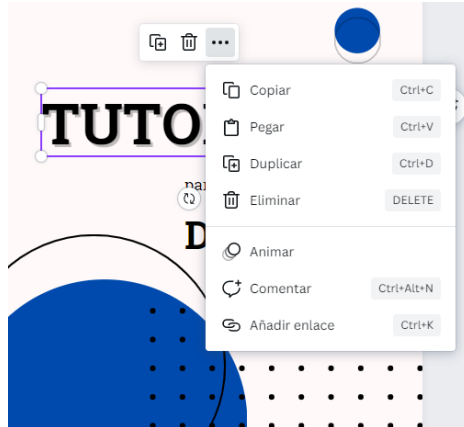 TUTO
Copiar Ctrl+C
Pegar Ctrl+V
Duplicar Ctrl+D
Eliminar DELETE
Animar
Comentar Ctrl+Alt+N
Añadir enlace Ctrl+K